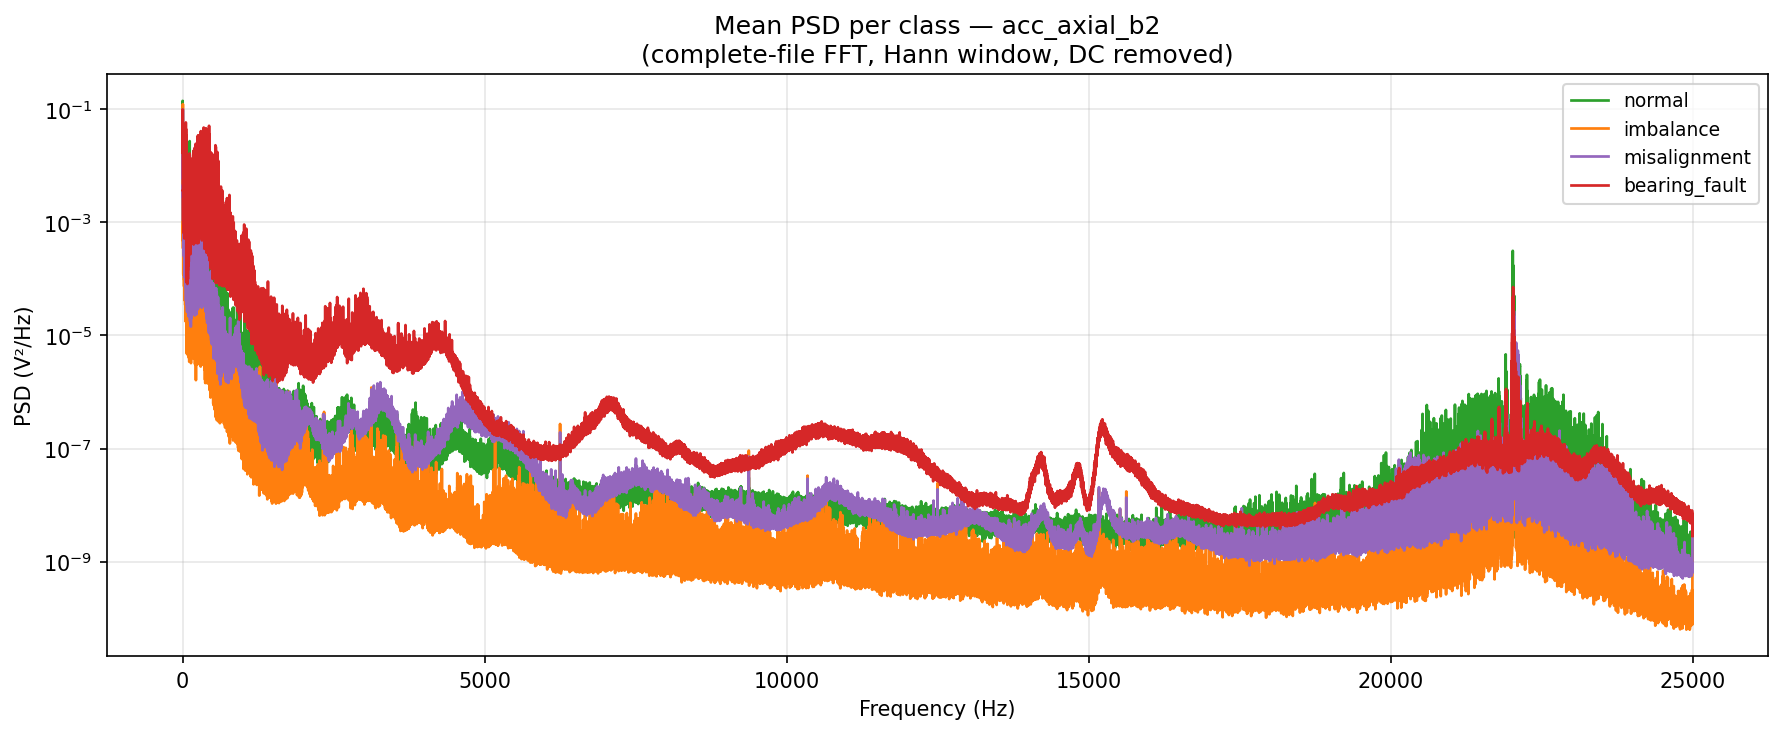 Mean PSD per class — acc_axial_b2
(complete-file FFT, Hann window, DC removed)
PSD (V²/Hz)
10⁻¹
10⁻³
10⁻⁵
10⁻⁷
10⁻⁹
normal
imbalance
misalignment
bearing_fault
0 5000 10000 15000 20000 25000
Frequency (Hz)